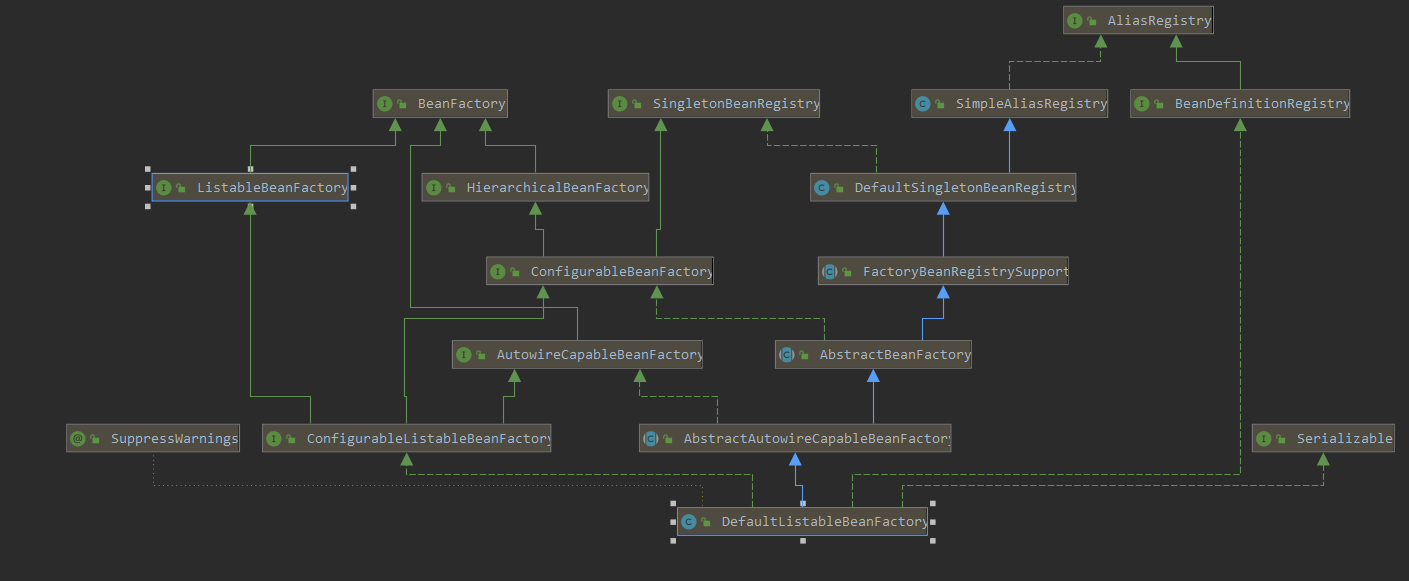 AliasRegistry
BeanFactory
SingletonBeanRegistry
SimpleAliasRegistry
BeanDefinitionRegistry
ListableBeanFactory
HierarchicalBeanFactory
DefaultSingletonBeanRegistry
ConfigurableBeanFactory
FactoryBeanRegistrySupport
AutowireCapableBeanFactory
AbstractBeanFactory
SuppressWarnings
ConfigurableListableBeanFactory
AbstractAutowireCapableBeanFactory
Serializable
DefaultListableBeanFactory